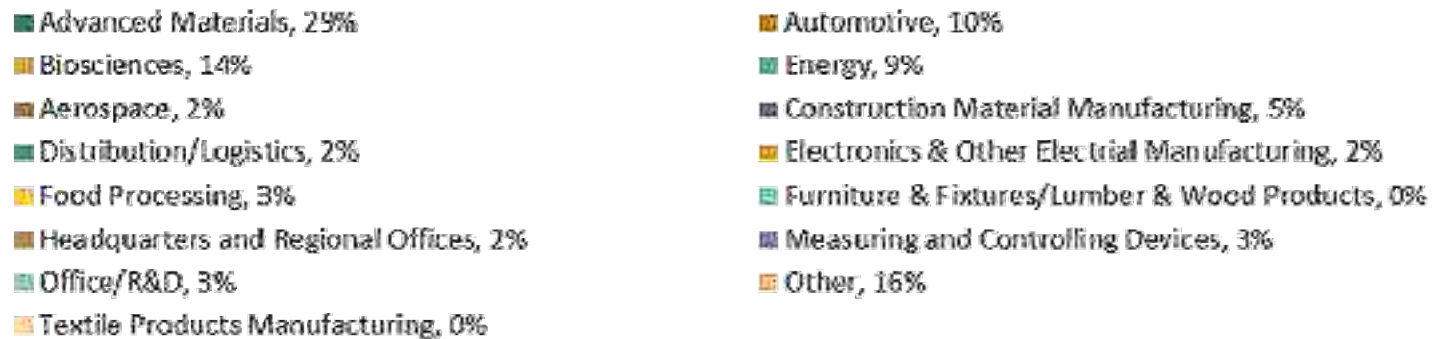 Advanced Materials, 29%
Automotive, 10%
Biosciences, 14%
Energy, 9%
Aerospace, 2%
Construction Material Manufacturing, 5%
Distribution/Logistics, 2%
Electronics & Other Electrial Manufacturing, 2%
Food Processing, 3%
Furniture & Fixtures/Lumber & Wood Products, 0%
Headquarters and Regional Offices, 2%
Measuring and Controlling Devices, 3%
Office/R&D, 3%
Other, 16%
Textile Products Manufacturing, 0%